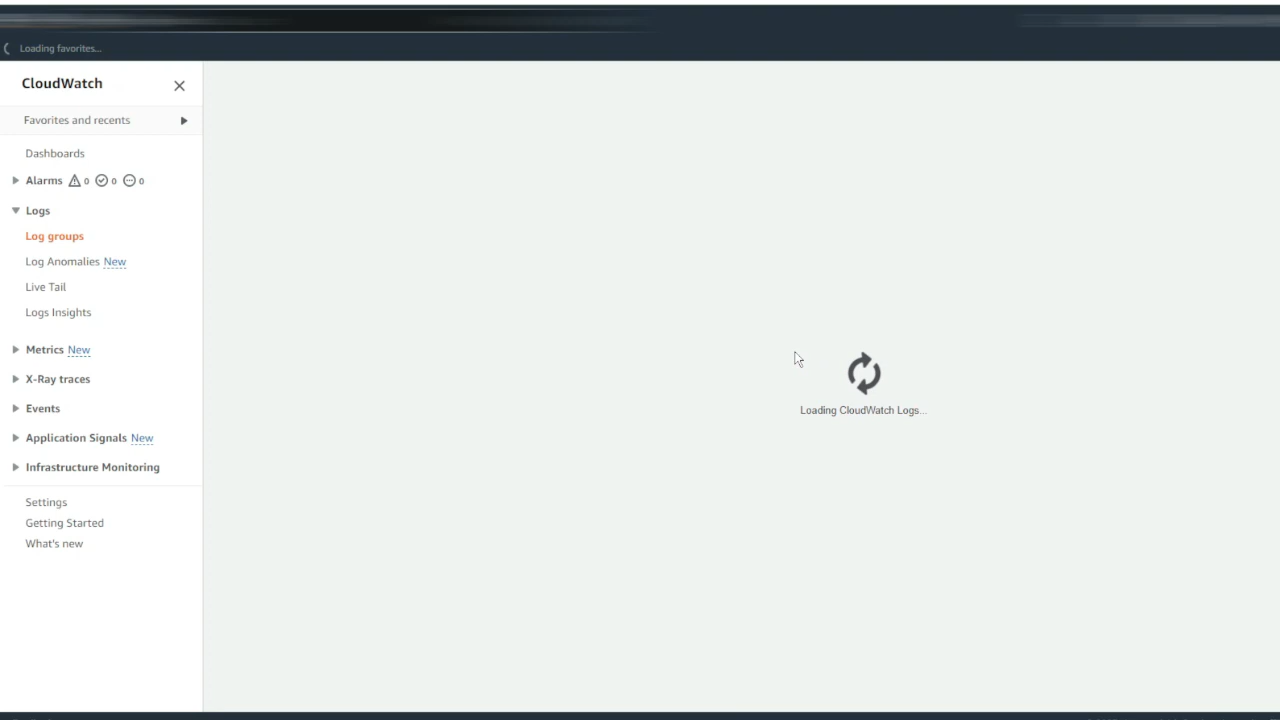 Loading favorites...
CloudWatch
Favorites and recents
Dashboards
Alarms 0 0 0
Logs
Log groups
Log Anomalies New
Live Tail
Logs Insights
Metrics New
X-Ray traces
Events
Application Signals New
Infrastructure Monitoring
Settings
Getting Started
What's new
Loading CloudWatch Logs...